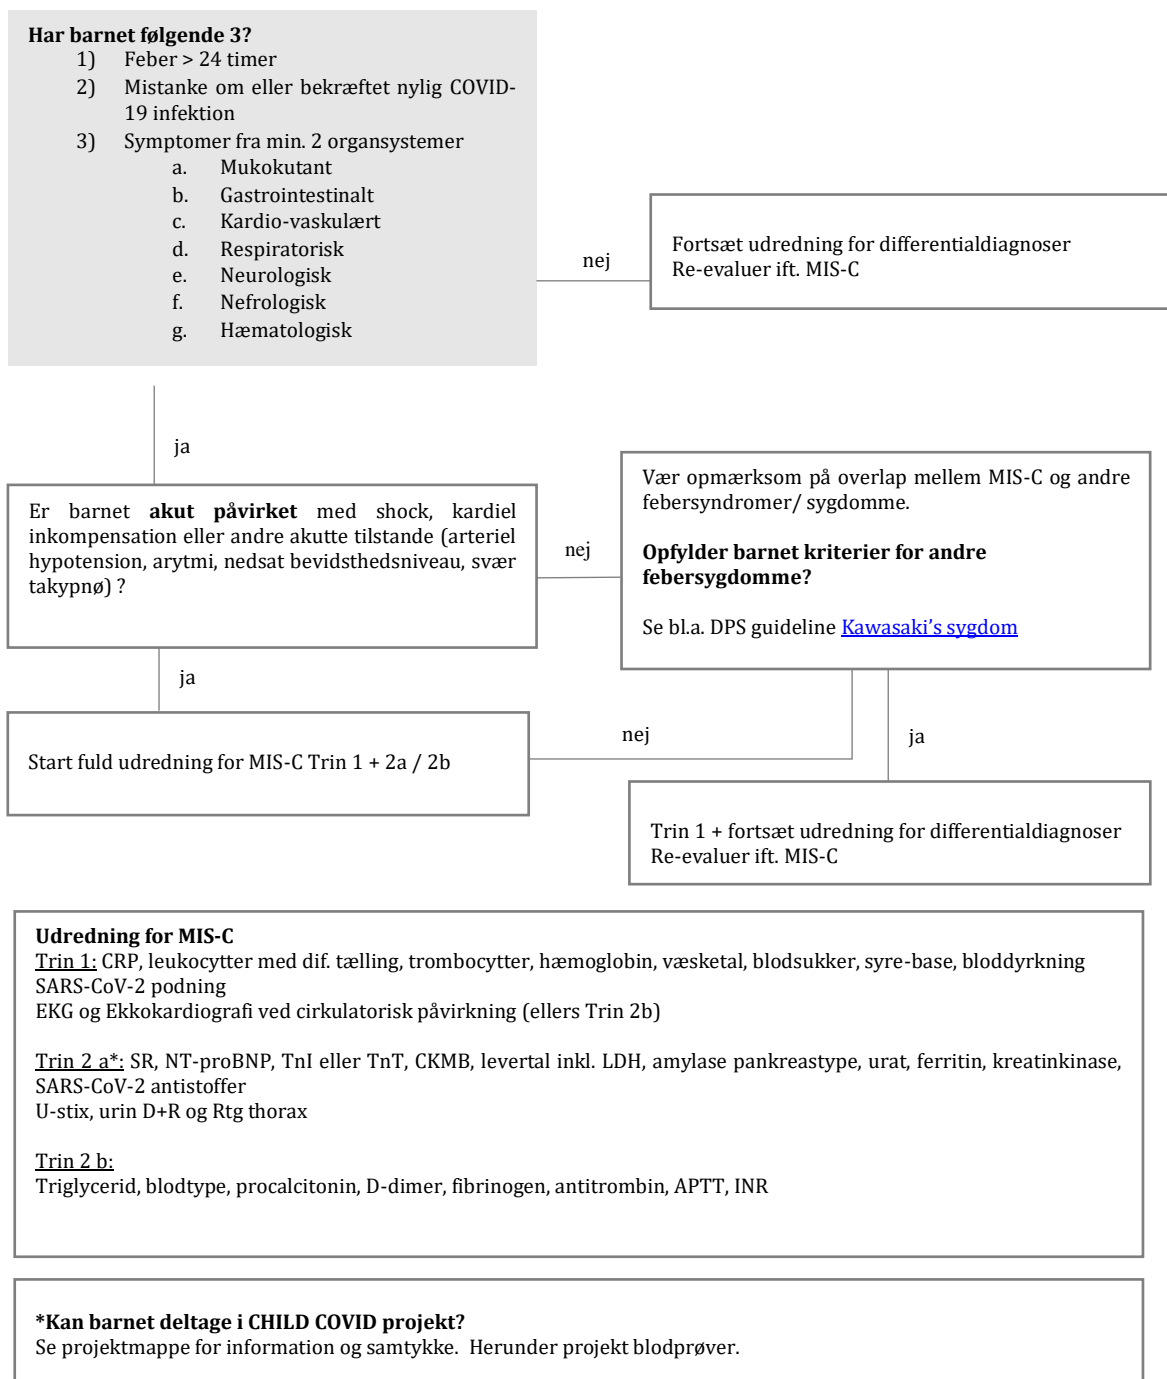 Har barnet følgende 3?
1) Feber > 24 timer
2) Mistanke om eller bekræftet nylig COVID-
19 infektion
3) Symptomer fra min. 2 organsystemer
a. Mukokutant
b. Gastrointestinalt
c. Kardio-vaskulært
d. Respiratorisk
e. Neurologisk
f. Nefrologisk
g. Hæmatologisk
nej
Fortsæt udredning for differentialdiagnoser
Re-evaluer ift. MIS-C
ja
Er barnet akut påvirket med shock, kardiel
inkompensation eller andre akutte tilstande (arteriel
hypotension, arytmi, nedsat bevidsthedsniveau, svær
takypnø) ?
nej
Vær opmærksom på overlap mellem MIS-C og andre
febersyndromer/ sygdomme.
Opfylder barnet kriterier for andre
febersygdomme?
Se bl.a. DPS guideline Kawasaki's sygdom
ja
Start fuld udredning for MIS-C Trin 1 + 2a / 2b
nej
ja
Trin 1 + fortsæt udredning for differentialdiagnoser
Re-evaluer ift. MIS-C
Udredning for MIS-C
Trin 1: CRP, leukocytter med dif. tælling, trombocytter, hæmoglobin, væsketal, blodsukker, syre-base, bloddyrkning
SARS-CoV-2 podning
EKG og Ekkokardiografi ved cirkulatorisk påvirkning (ellers Trin 2b)
Trin 2 a*: SR, NT-proBNP, TnI eller TnT, CKMB, levertal inkl. LDH, amylase pankreastype, urat, ferritin, kreatinkinase,
SARS-CoV-2 antistoffer
U-stix, urin D+R og Rtg thorax
Trin 2 b:
Triglycerid, blodtype, procalcitonin, D-dimer, fibrinogen, antitrombin, APTT, INR
*Kan barnet deltage i CHILD COVID projekt?
Se projektmappe for information og samtykke. Herunder projekt blodprøver.